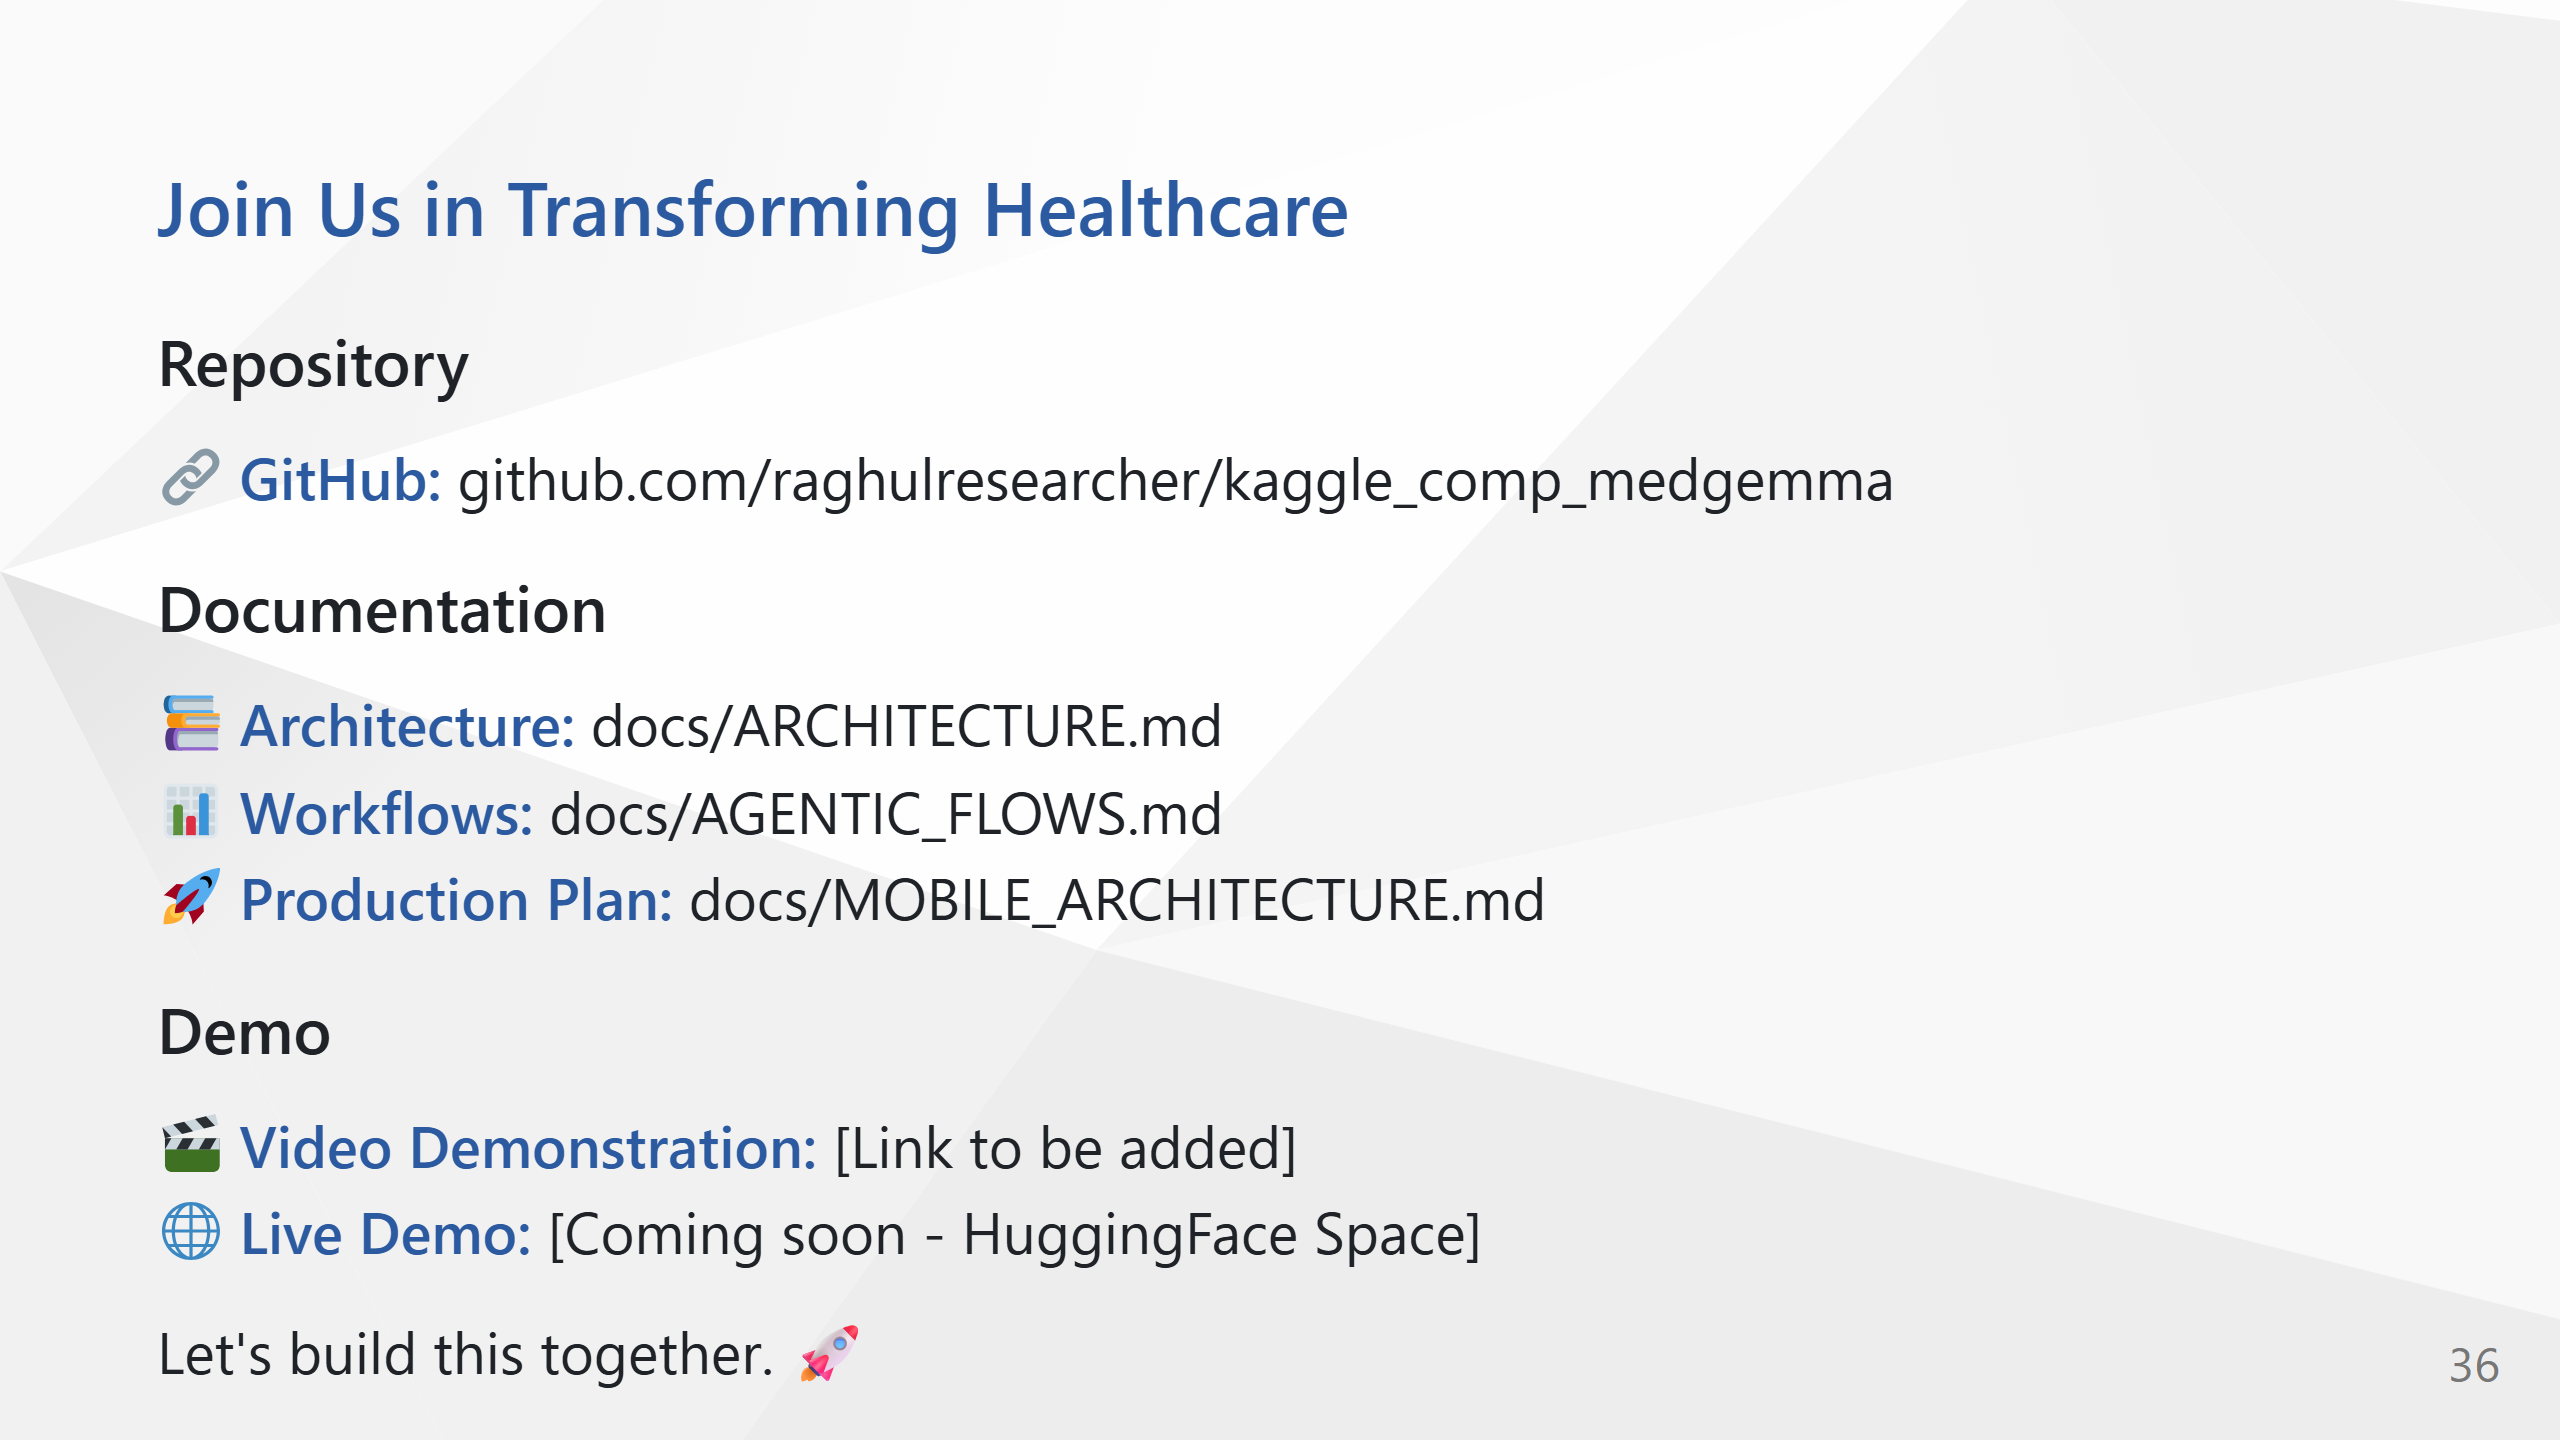 Join Us in Transforming Healthcare
Repository
🔗 GitHub: github.com/raghulresearcher/kaggle_comp_medgemma
Documentation
📚 Architecture: docs/ARCHITECTURE.md
📊 Workflows: docs/AGENTIC_FLOWS.md
🚀 Production Plan: docs/MOBILE_ARCHITECTURE.md
Demo
🎬 Video Demonstration: [Link to be added]
🌐 Live Demo: [Coming soon - HuggingFace Space]
Let's build this together. 🚀
36